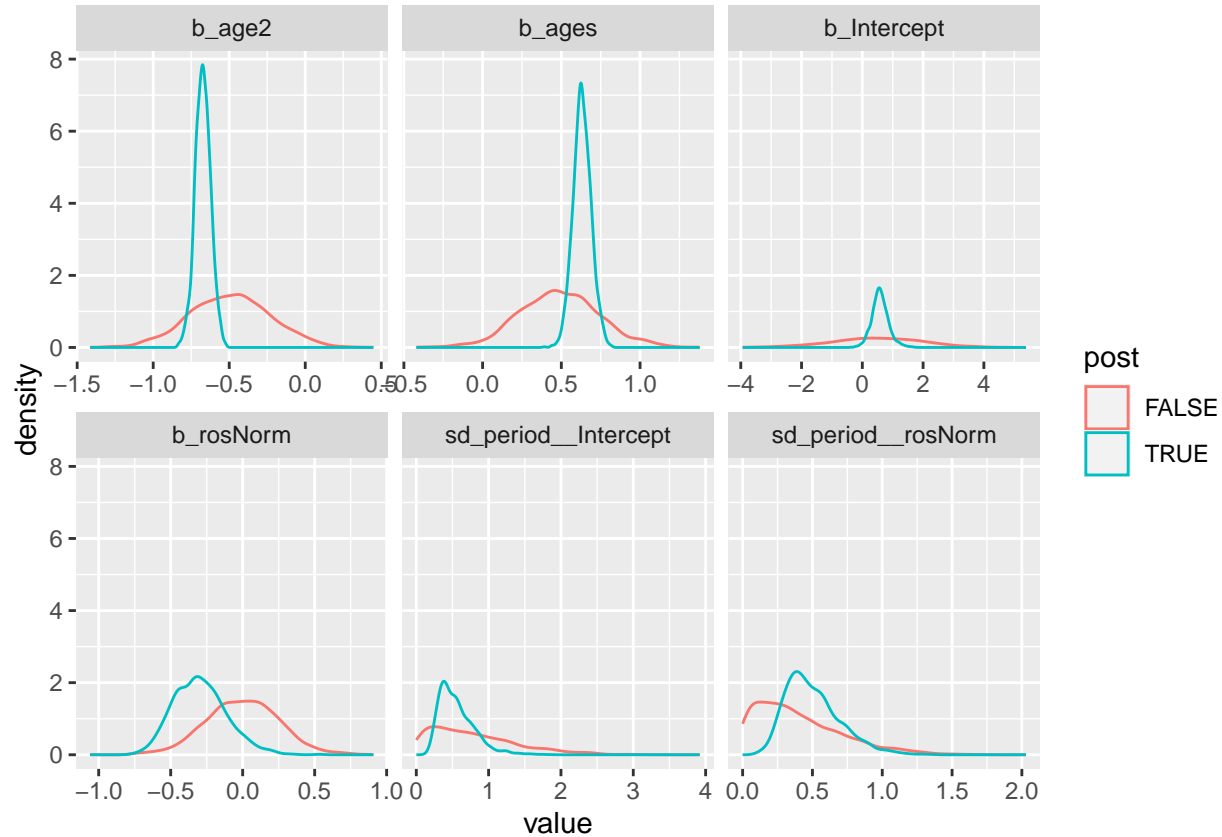 b_age2 b_ages b_Intercept
8
6
4
2
0
−1.5 −1.0 −0.5 0.0 0.5
−0.5 0.0 0.5 1.0
−4 −2 0 2 4
density
b_rosNorm sd_period__Intercept sd_period__rosNorm
8
6
4
2
0
−1.0 −0.5 0.0 0.5 1.0
0 1 2 3 4
0.0 0.5 1.0 1.5 2.0
value
post
FALSE
TRUE